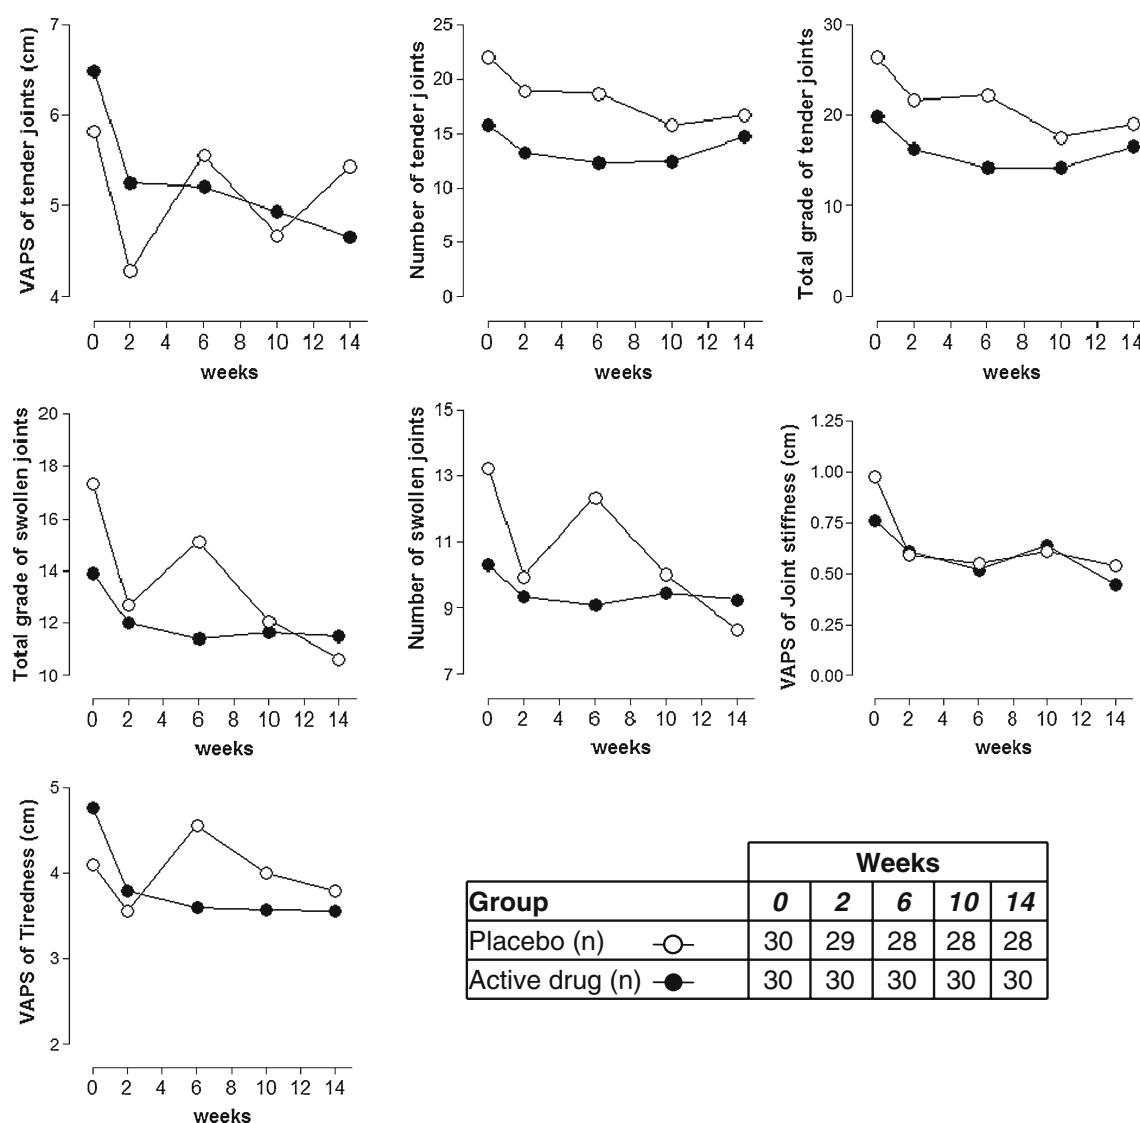 VAPS of tender joints (cm)
7
6
5
4
0 2 4 6 8 10 12 14
weeks
Number of tender joints
25
20
15
10
5
0
0 2 4 6 8 10 12 14
weeks
Total grade of tender joints
30
20
10
0
0 2 4 6 8 10 12 14
weeks
Total grade of swollen joints
20
18
16
14
12
10
0 2 4 6 8 10 12 14
weeks
Number of swollen joints
15
13
11
9
7
0 2 4 6 8 10 12 14
weeks
VAPS of Joint stiffness (cm)
1.25
1.00
0.75
0.50
0.25
0.00
0 2 4 6 8 10 12 14
weeks
VAPS of Tiredness (cm)
5
4
3
2
0 2 4 6 8 10 12 14
weeks
Weeks
Group 0 2 6 10 14
Placebo (n) 30 29 28 28 28
Active drug (n) 30 30 30 30 30